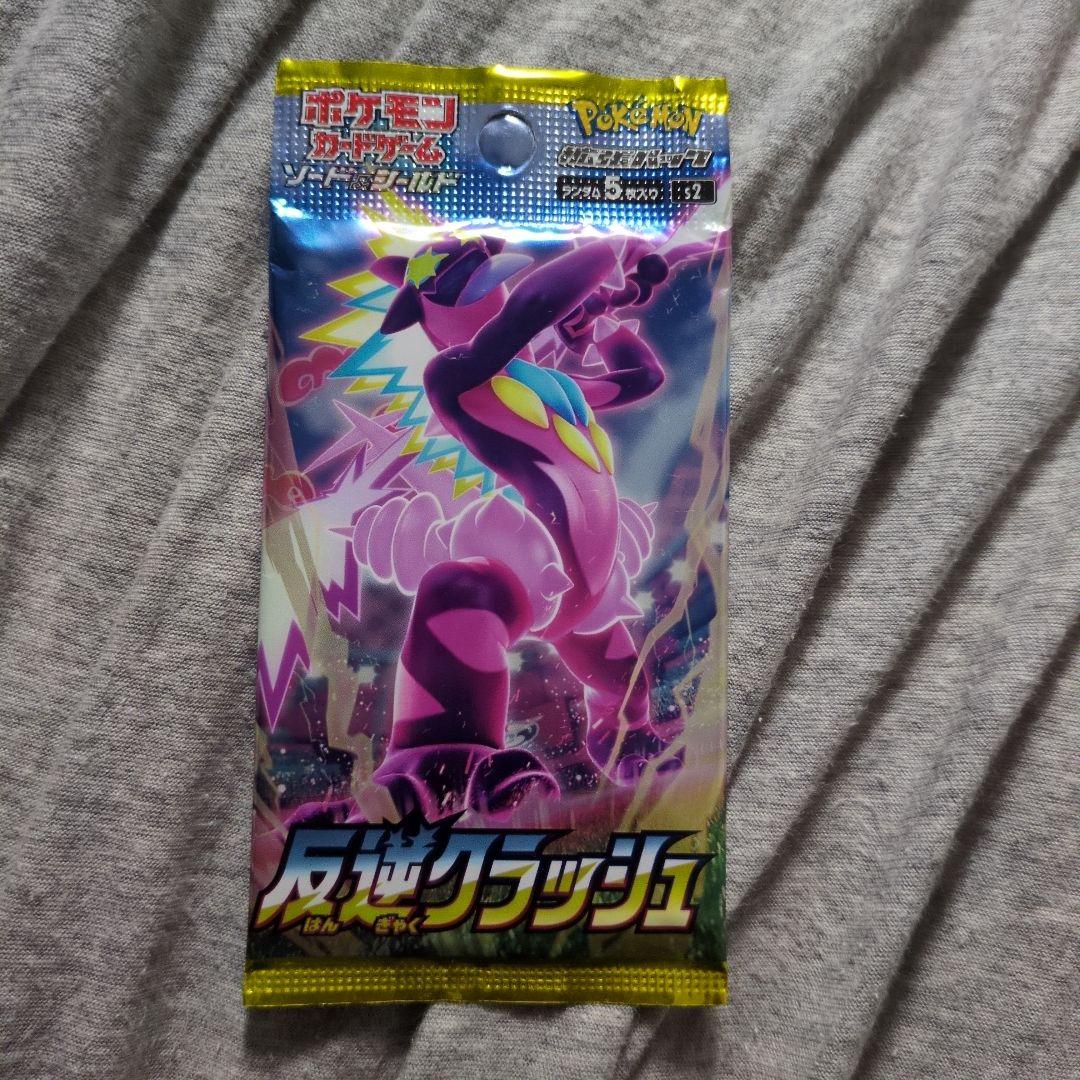 ポケモン
カードゲーム
ソード&シールド
POKéMON
拡張パック
ランダム 5 枚入り s2
反逆クラッシュ
はん ぎゃく